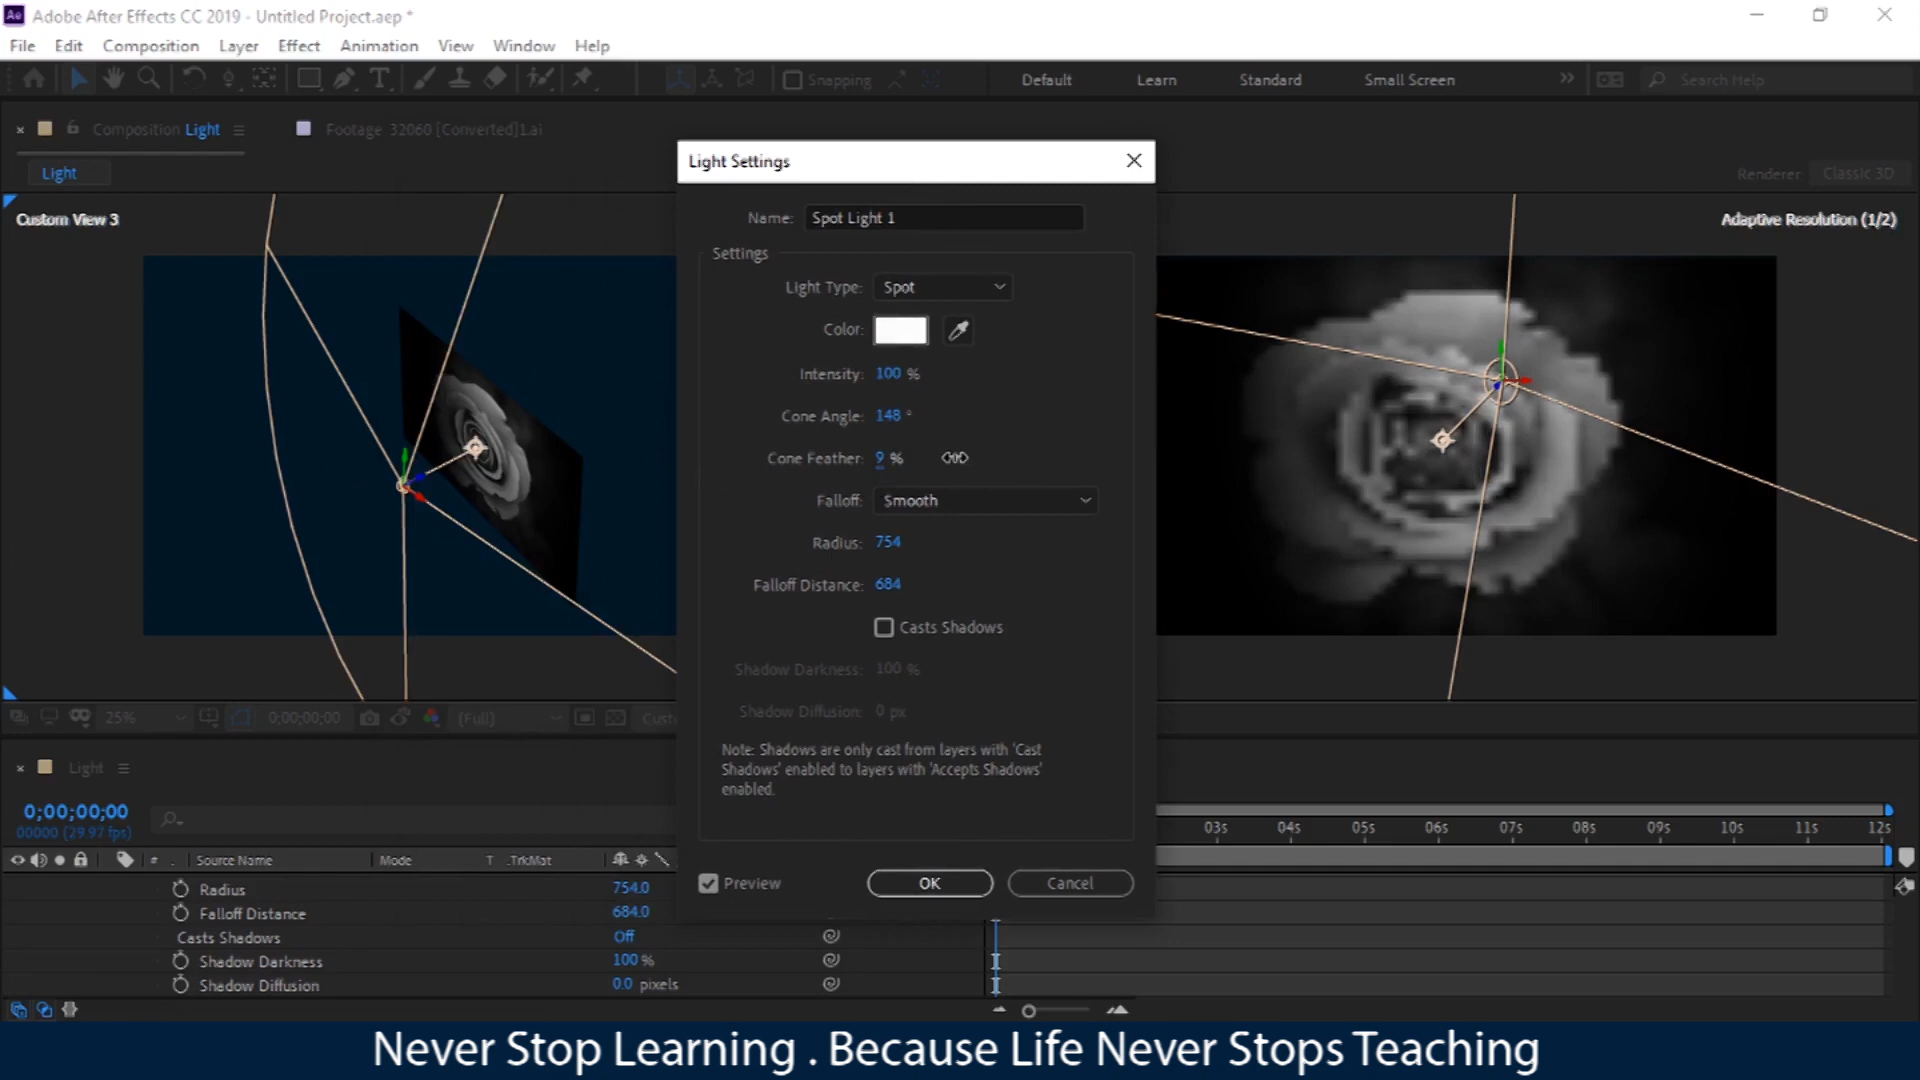 Ae Adobe After Effects CC 2019 - Untitled Project.aep *
File Edit Composition Layer Effect Animation View Window Help
Snapping Default Learn Standard Small Screen Search Help
Composition Light Footage 32060 [Converted]1.ai
Light Renderer: Classic 3D
Custom View 3 Adaptive Resolution (1/2)
Light Settings
Name: Spot Light 1
Settings
Light Type: Spot
Color:
Intensity: 100 %
Cone Angle: 148 °
Cone Feather: 9 %
Falloff: Smooth
Radius: 754
Falloff Distance: 684
Casts Shadows
Shadow Darkness: 100 %
Shadow Diffusion: 0 px
Note: Shadows are only cast from layers with 'Cast
Shadows' enabled to layers with 'Accepts Shadows'
enabled.
Preview OK Cancel
25% 0;00;00;00 (Full) Custo
Light
0;00;00;00
00000 (29.97 fps)
03s 04s 05s 06s 07s 08s 09s 10s 11s 12s
# Source Name Mode T .TrkMat
Radius 754.0
Falloff Distance 684.0
Casts Shadows Off
Shadow Darkness 100 %
Shadow Diffusion 0.0 pixels
Never Stop Learning . Because Life Never Stops Teaching